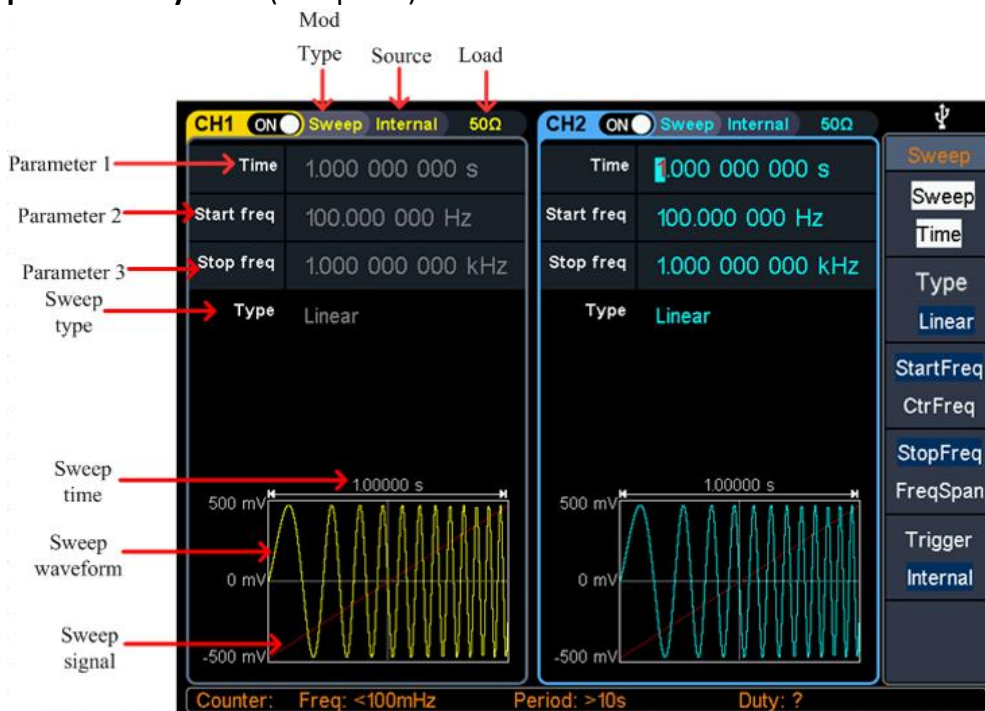 Mod
Type Source Load
CH1 ON Sweep Internal 50Ω
CH2 ON Sweep Internal 50Ω
Parameter 1
Time 1.000 000 000 s
Time 1.000 000 000 s
Sweep
Parameter 2
Start freq 100.000 000 Hz
Start freq 100.000 000 Hz
Sweep
Time
Parameter 3
Stop freq 1.000 000 000 kHz
Stop freq 1.000 000 000 kHz
Type
Linear
Sweep
type
Type Linear
Type Linear
StartFreq
CtrFreq
StopFreq
FreqSpan
Sweep
time
1.00000 s
1.00000 s
500 mV
500 mV
Trigger
Internal
Sweep
waveform
0 mV
0 mV
Sweep
signal
-500 mV
-500 mV
Counter: Freq: <100mHz Period: >10s Duty: ?